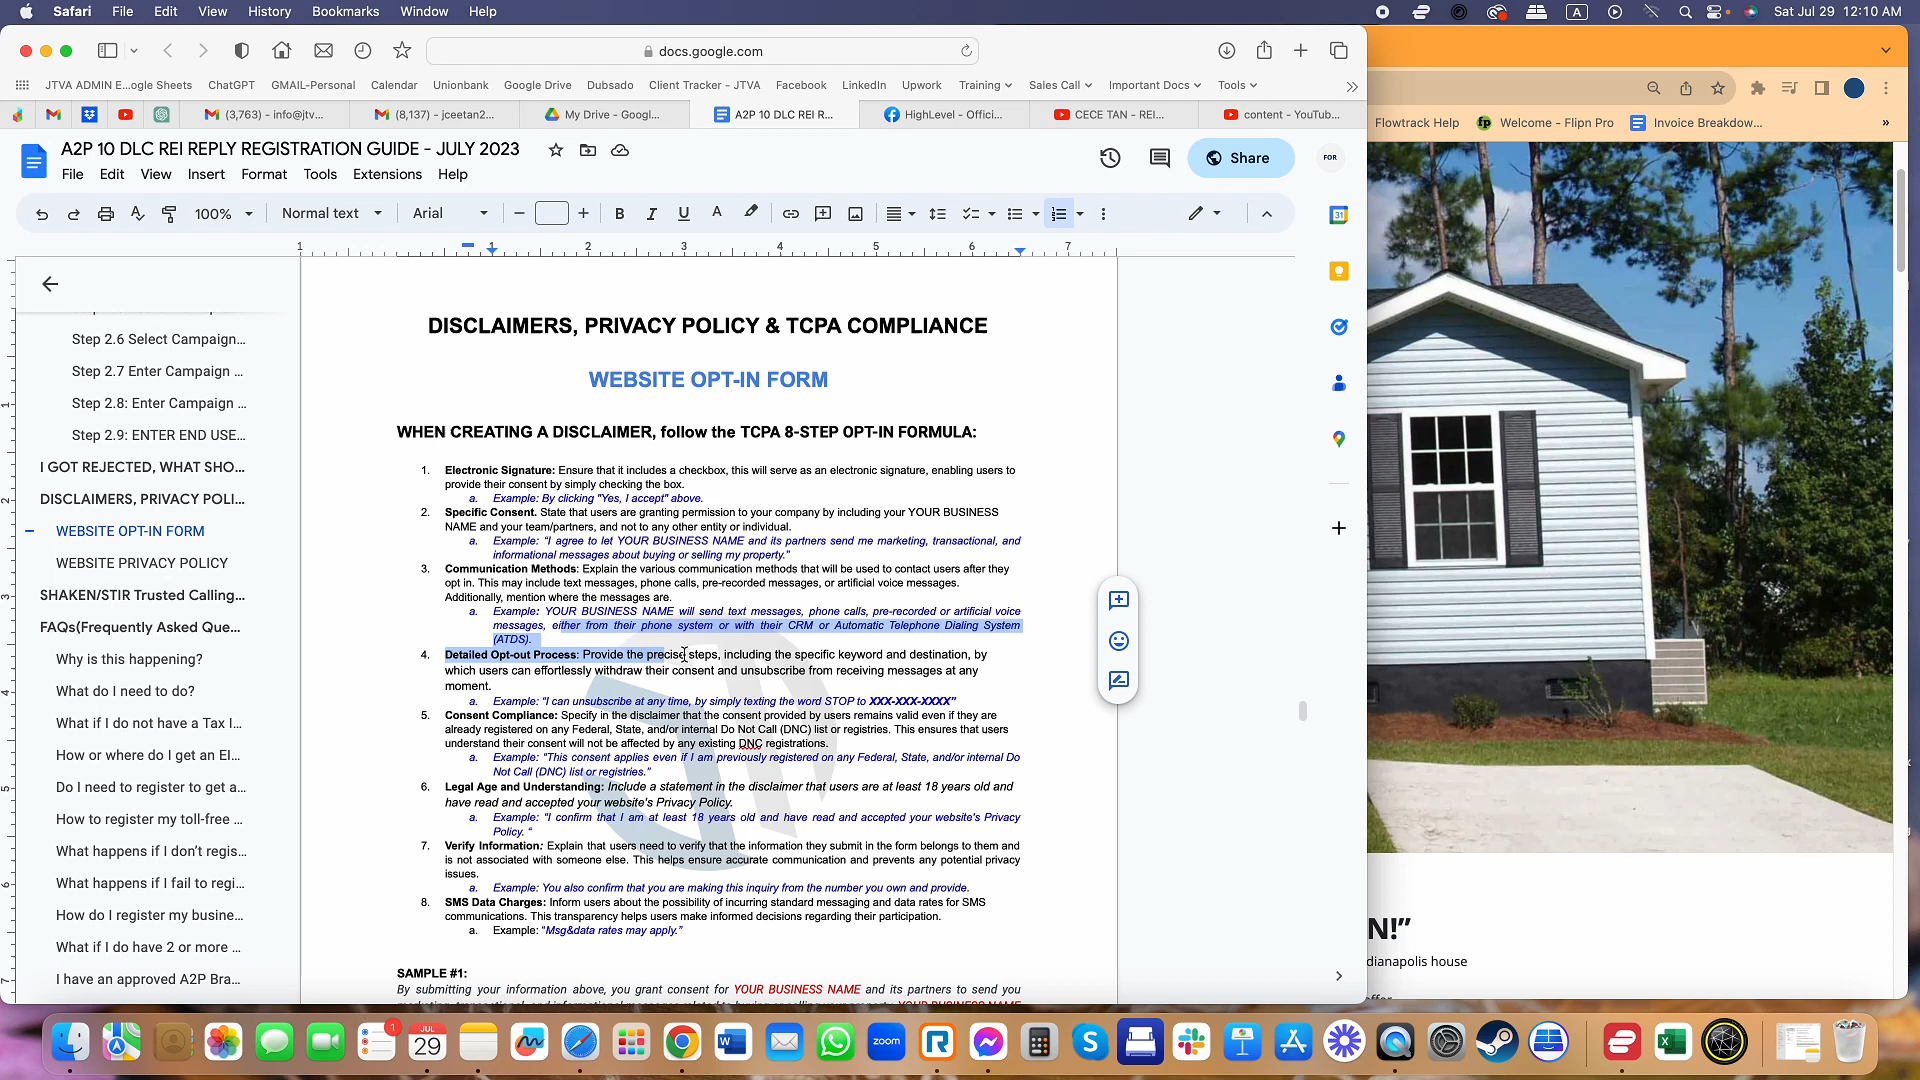 Safari File Edit View History Bookmarks Window Help
A
Sat Jul 29 12:10 AM
docs.google.com
JTVA ADMIN E...ogle Sheets ChatGPT GMAIL-Personal Calendar Unionbank Google Drive Dubsado Client Tracker - JTVA Facebook LinkedIn Upwork Training Sales Call Important Docs Tools
(3,763) - info@jtv... (8,137) - jceetan2... My Drive - Googl... A2P 10 DLC REI R... HighLevel - Offici... CECE TAN - REI... content - YouTub...
Flowtrack Help Welcome - Flipn Pro Invoice Breakdow...
A2P 10 DLC REI REPLY REGISTRATION GUIDE - JULY 2023
Share
FOR
File Edit View Insert Format Tools Extensions Help
100% Normal text Arial
B I U A
31
1 1 2 3 4 5 6 7
Step 2.6 Select Campaign...
Step 2.7 Enter Campaign ...
Step 2.8: Enter Campaign ...
Step 2.9: ENTER END USE...
I GOT REJECTED, WHAT SHO...
DISCLAIMERS, PRIVACY POLI...
WEBSITE OPT-IN FORM
WEBSITE PRIVACY POLICY
SHAKEN/STIR Trusted Calling...
FAQs(Frequently Asked Que...
Why is this happening?
What do I need to do?
What if I do not have a Tax I...
How or where do I get an EI...
Do I need to register to get a...
How to register my toll-free ...
What happens if I don't regis...
What happens if I fail to regi...
How do I register my busine...
What if I do have 2 or more ...
I have an approved A2P Bra...
1
2
3
4
5
6
7
DISCLAIMERS, PRIVACY POLICY & TCPA COMPLIANCE
WEBSITE OPT-IN FORM
WHEN CREATING A DISCLAIMER, follow the TCPA 8-STEP OPT-IN FORMULA:
1. Electronic Signature: Ensure that it includes a checkbox, this will serve as an electronic signature, enabling users to
provide their consent by simply checking the box.
a. Example: By clicking "Yes, I accept" above.
2. Specific Consent. State that users are granting permission to your company by including your YOUR BUSINESS
NAME and your team/partners, and not to any other entity or individual.
a. Example: "I agree to let YOUR BUSINESS NAME and its partners send me marketing, transactional, and
informational messages about buying or selling my property."
3. Communication Methods: Explain the various communication methods that will be used to contact users after they
opt in. This may include text messages, phone calls, pre-recorded messages, or artificial voice messages.
Additionally, mention where the messages are.
a. Example: YOUR BUSINESS NAME will send text messages, phone calls, pre-recorded or artificial voice
messages, either from their phone system or with their CRM or Automatic Telephone Dialing System
(ATDS).
4. Detailed Opt-out Process: Provide the precise steps, including the specific keyword and destination, by
which users can effortlessly withdraw their consent and unsubscribe from receiving messages at any
moment.
a. Example: "I can unsubscribe at any time, by simply texting the word STOP to XXX-XXX-XXXX"
5. Consent Compliance: Specify in the disclaimer that the consent provided by users remains valid even if they are
already registered on any Federal, State, and/or internal Do Not Call (DNC) list or registries. This ensures that users
understand their consent will not be affected by any existing DNC registrations.
a. Example: "This consent applies even if I am previously registered on any Federal, State, and/or internal Do
Not Call (DNC) list or registries."
6. Legal Age and Understanding: Include a statement in the disclaimer that users are at least 18 years old and
have read and accepted your website's Privacy Policy.
a. Example: "I confirm that I am at least 18 years old and have read and accepted your website's Privacy
Policy. "
7. Verify Information: Explain that users need to verify that the information they submit in the form belongs to them and
is not associated with someone else. This helps ensure accurate communication and prevents any potential privacy
issues.
a. Example: You also confirm that you are making this inquiry from the number you own and provide.
8. SMS Data Charges: Inform users about the possibility of incurring standard messaging and data rates for SMS
communications. This transparency helps users make informed decisions regarding their participation.
a. Example: "Msg&data rates may apply."
SAMPLE #1:
By submitting your information above, you grant consent for YOUR BUSINESS NAME and its partners to send you
N!”
dianapolis house
1
JUL
29
zoom